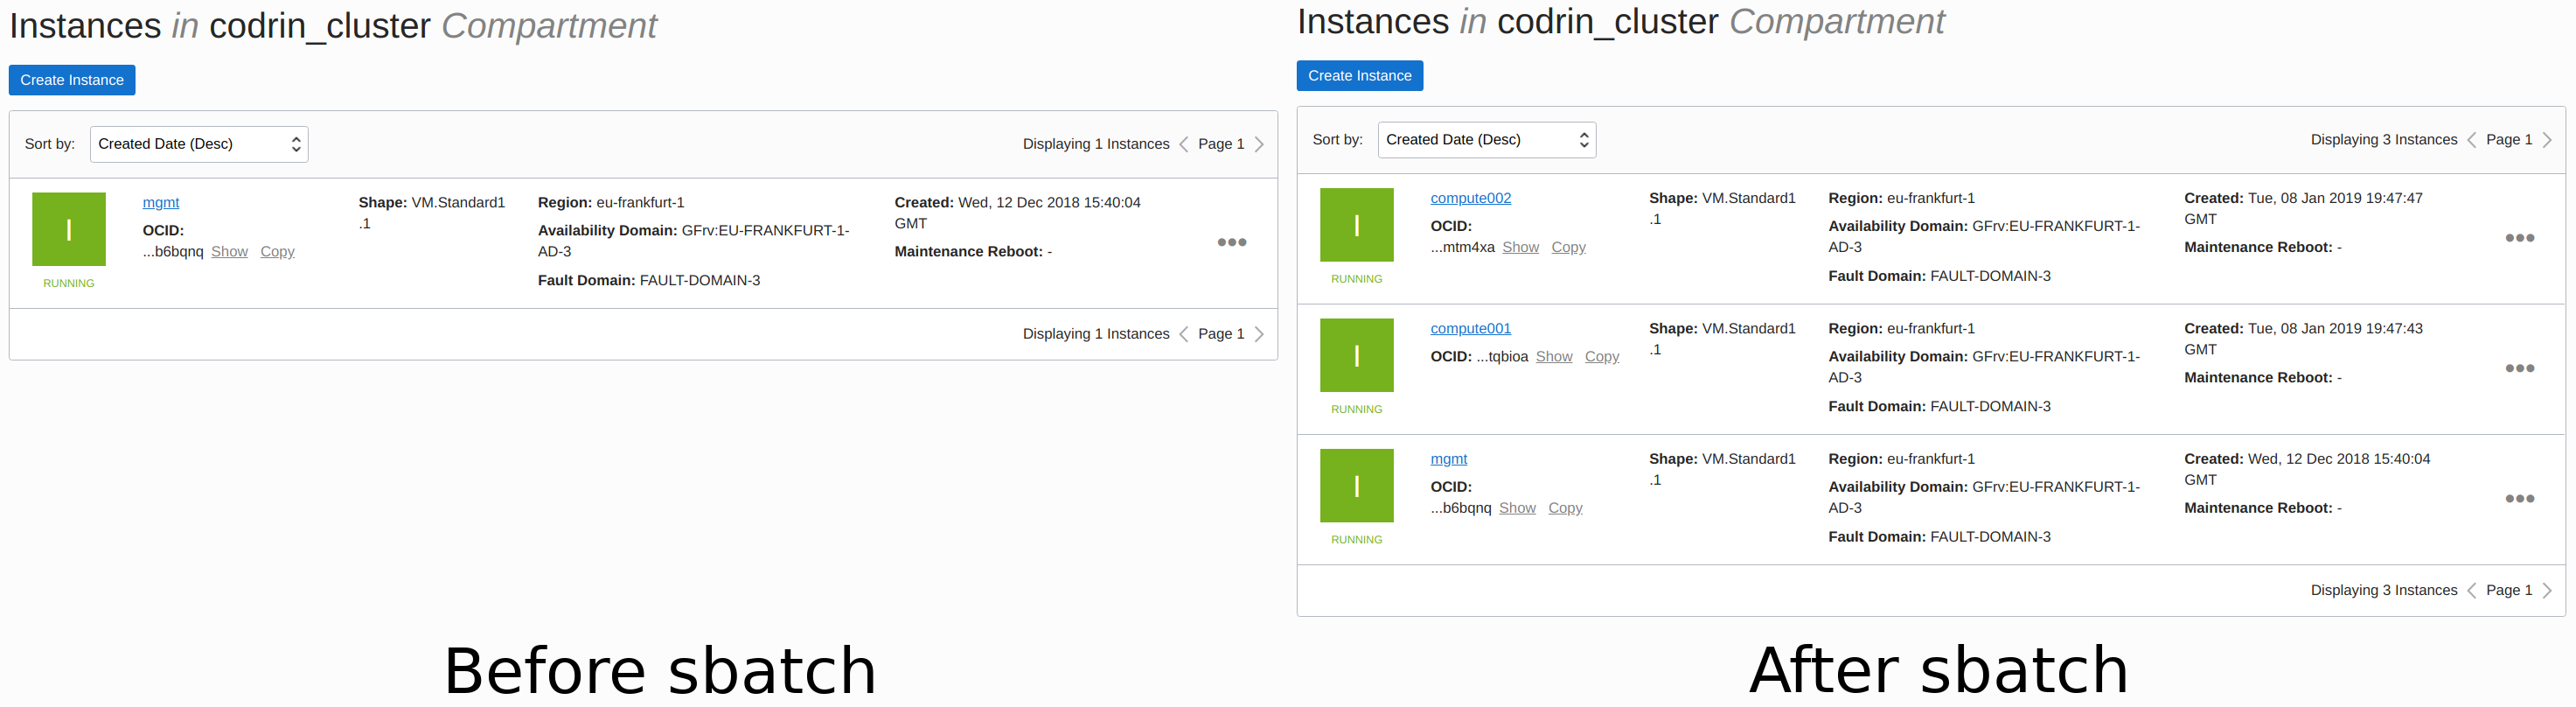 Instances in codrin_cluster Compartment
Create Instance
Sort by: Created Date (Desc) Displaying 1 Instances Page 1
I
RUNNING
mgmt
OCID:
...b6bqnq Show Copy
Shape: VM.Standard1
.1
Region: eu-frankfurt-1
Availability Domain: GFrv:EU-FRANKFURT-1-
AD-3
Fault Domain: FAULT-DOMAIN-3
Created: Wed, 12 Dec 2018 15:40:04
GMT
Maintenance Reboot: -
Displaying 1 Instances Page 1
Before sbatch
Instances in codrin_cluster Compartment
Create Instance
Sort by: Created Date (Desc) Displaying 3 Instances Page 1
I
RUNNING
compute002
OCID:
...mtm4xa Show Copy
Shape: VM.Standard1
.1
Region: eu-frankfurt-1
Availability Domain: GFrv:EU-FRANKFURT-1-
AD-3
Fault Domain: FAULT-DOMAIN-3
Created: Tue, 08 Jan 2019 19:47:47
GMT
Maintenance Reboot: -
I
RUNNING
compute001
OCID: ...tqbioa Show Copy
Shape: VM.Standard1
.1
Region: eu-frankfurt-1
Availability Domain: GFrv:EU-FRANKFURT-1-
AD-3
Fault Domain: FAULT-DOMAIN-3
Created: Tue, 08 Jan 2019 19:47:43
GMT
Maintenance Reboot: -
I
RUNNING
mgmt
OCID:
...b6bqnq Show Copy
Shape: VM.Standard1
.1
Region: eu-frankfurt-1
Availability Domain: GFrv:EU-FRANKFURT-1-
AD-3
Fault Domain: FAULT-DOMAIN-3
Created: Wed, 12 Dec 2018 15:40:04
GMT
Maintenance Reboot: -
Displaying 3 Instances Page 1
After sbatch